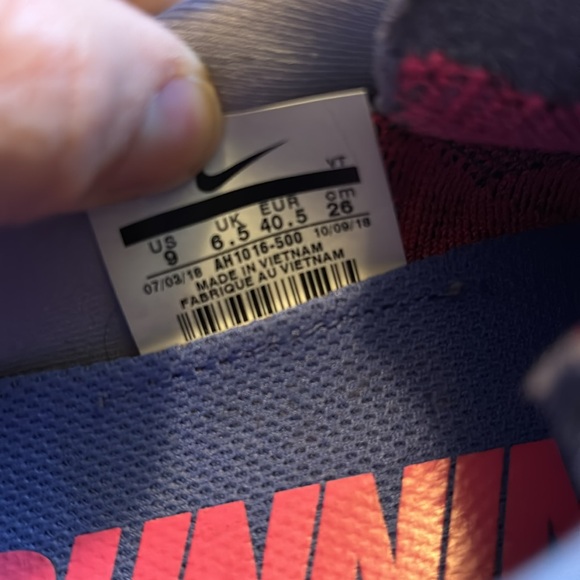 YT
US UK EUR cm
9 6.5 40.5 26
07/03/18 AH1016-500 10/09/18
MADE IN VIETNAM
FABRIQUE AU VIETNAM
UNNIN